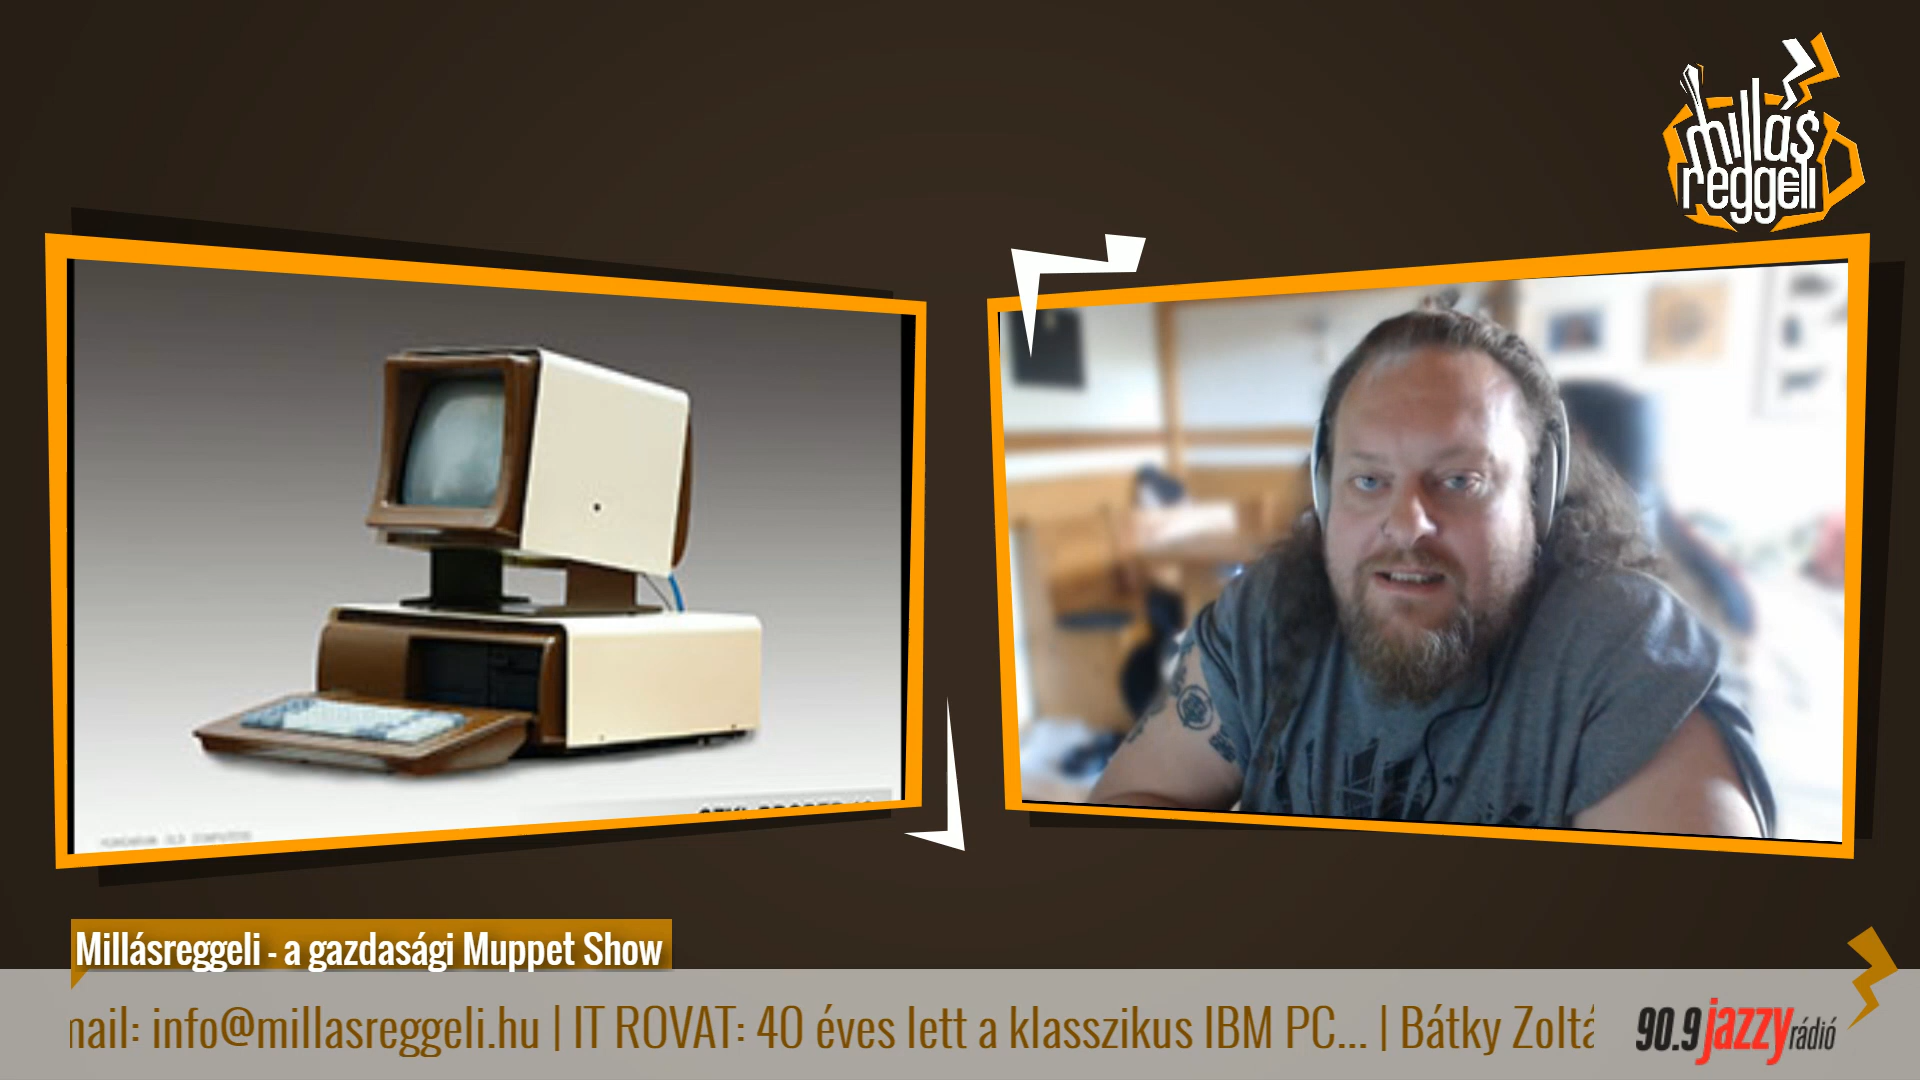 millás
reggeli
Millásreggeli - a gazdasági Muppet Show
mail: info@millasreggeli.hu | IT ROVAT: 40 éves lett a klasszikus IBM PC... | Bátky Zoltá
90.9 jazzy rádió